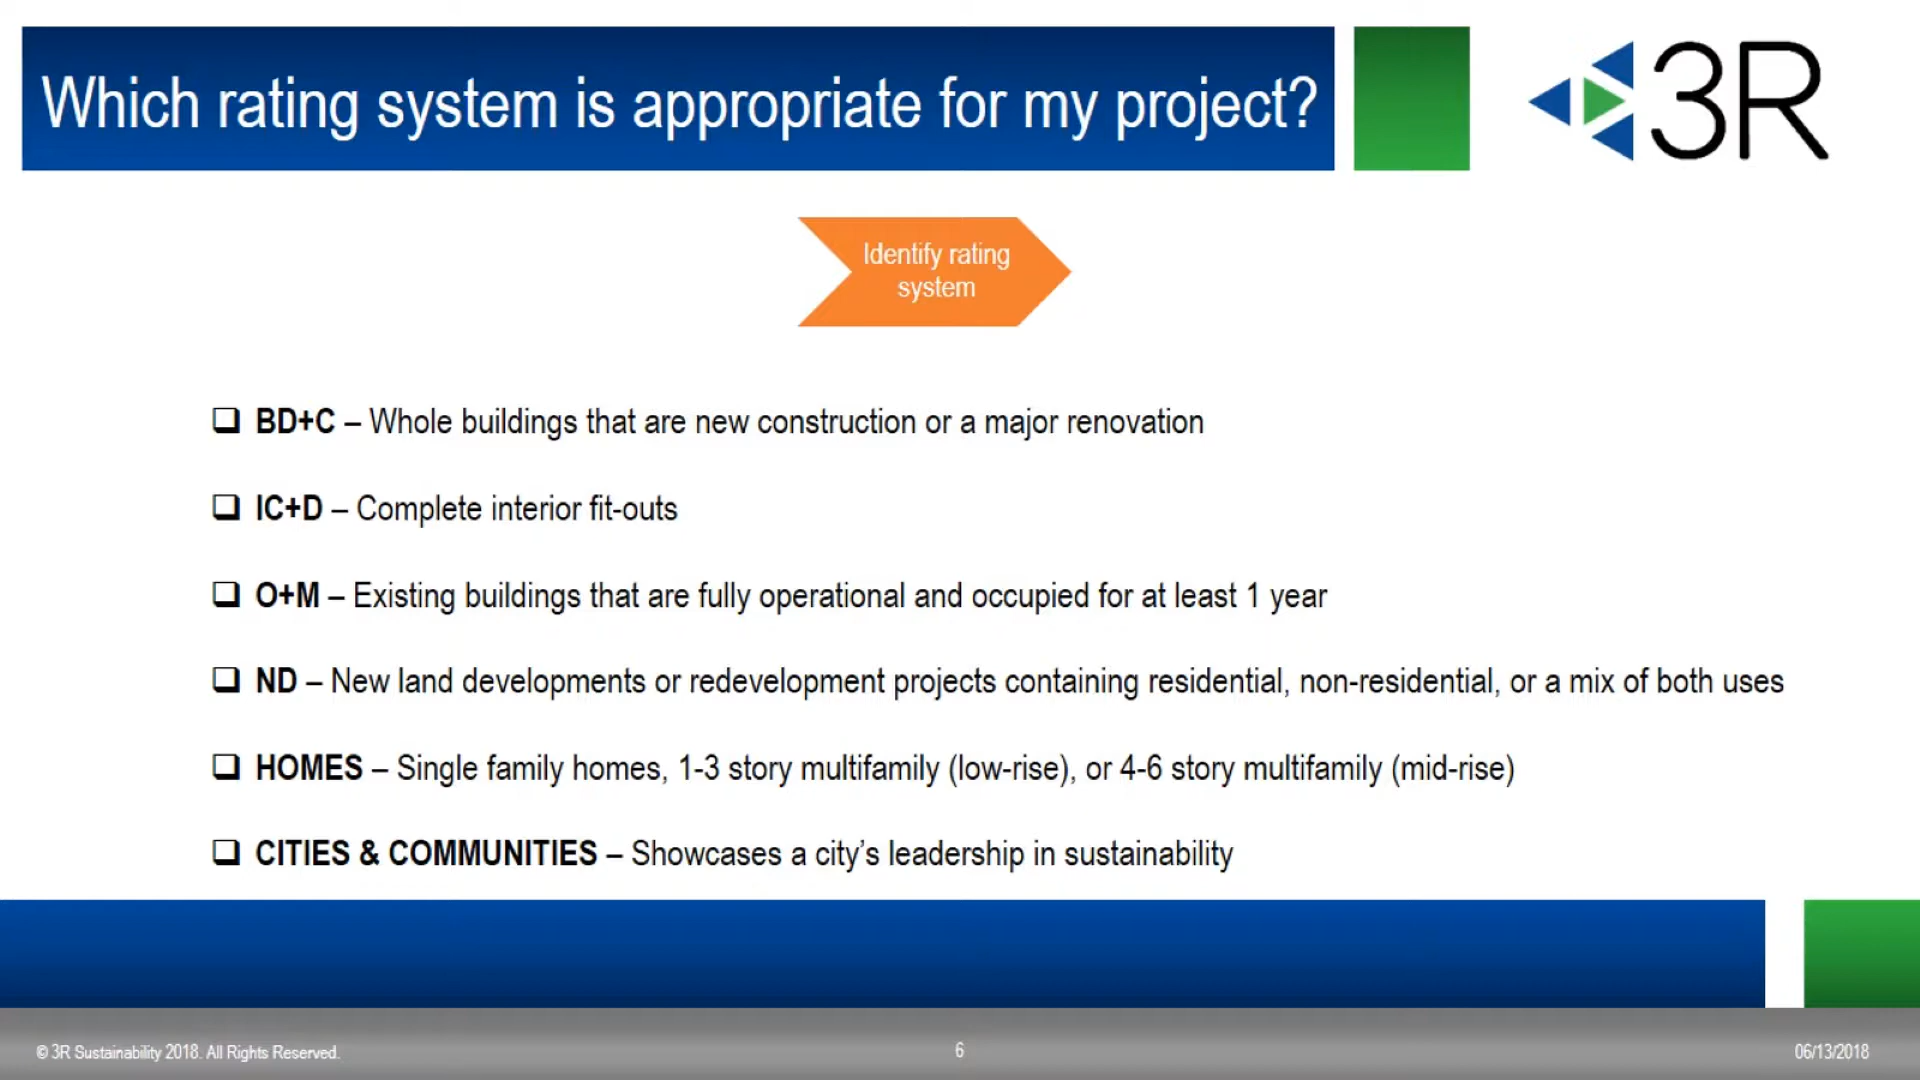 Which rating system is appropriate for my project?
3R
Identify rating
system
❑ BD+C – Whole buildings that are new construction or a major renovation
❑ IC+D – Complete interior fit-outs
❑ O+M – Existing buildings that are fully operational and occupied for at least 1 year
❑ ND – New land developments or redevelopment projects containing residential, non-residential, or a mix of both uses
❑ HOMES – Single family homes, 1-3 story multifamily (low-rise), or 4-6 story multifamily (mid-rise)
❑ CITIES & COMMUNITIES – Showcases a city’s leadership in sustainability
© 3R Sustainability 2018. All Rights Reserved.
6
06/13/2018